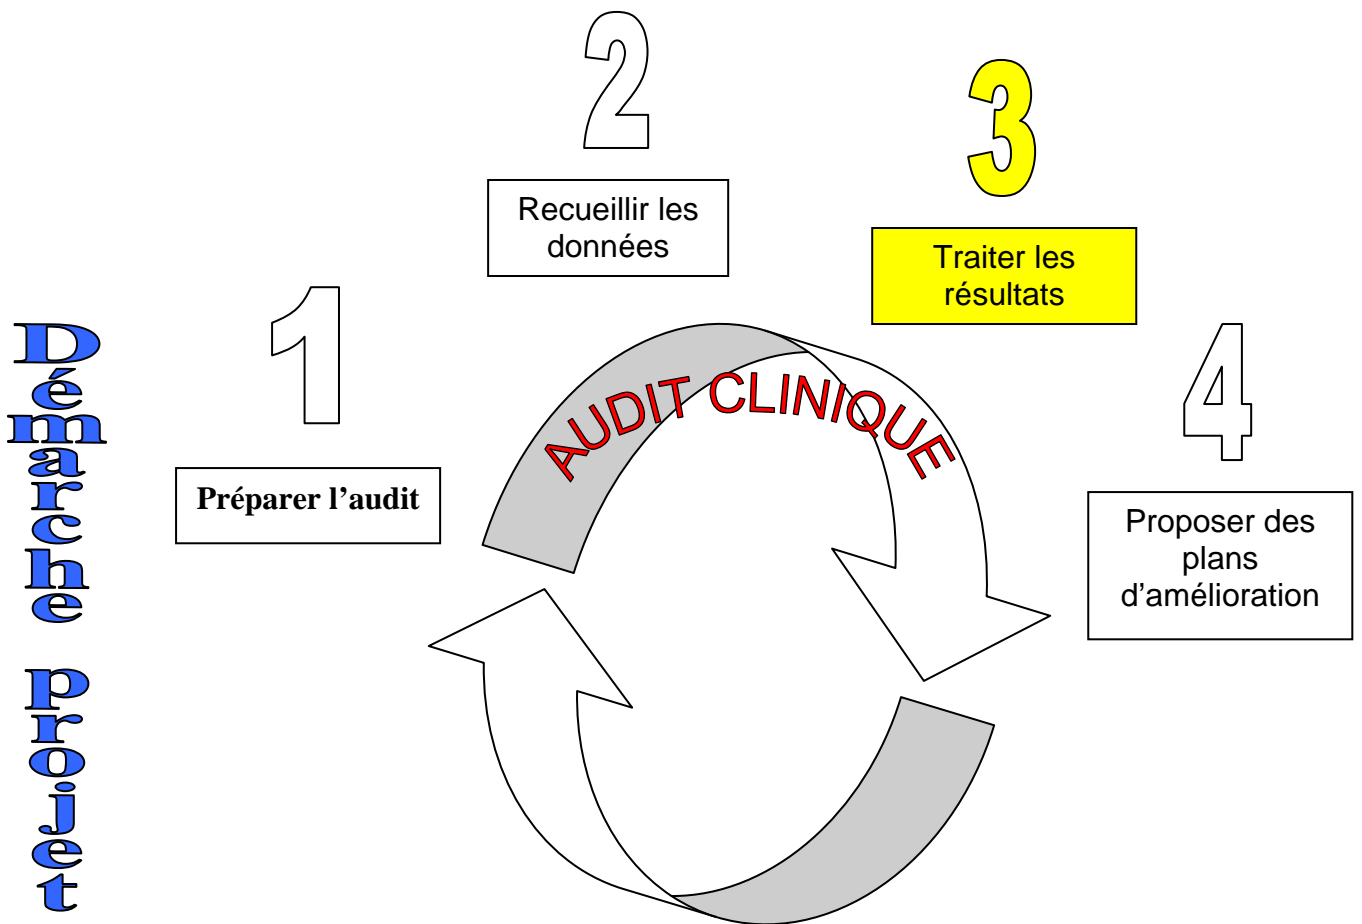 Démarche projet
1
Préparer l’audit
2
Recueillir les
données
3
Traiter les
résultats
4
Proposer des
plans
d’amélioration
AUDIT CLINIQUE